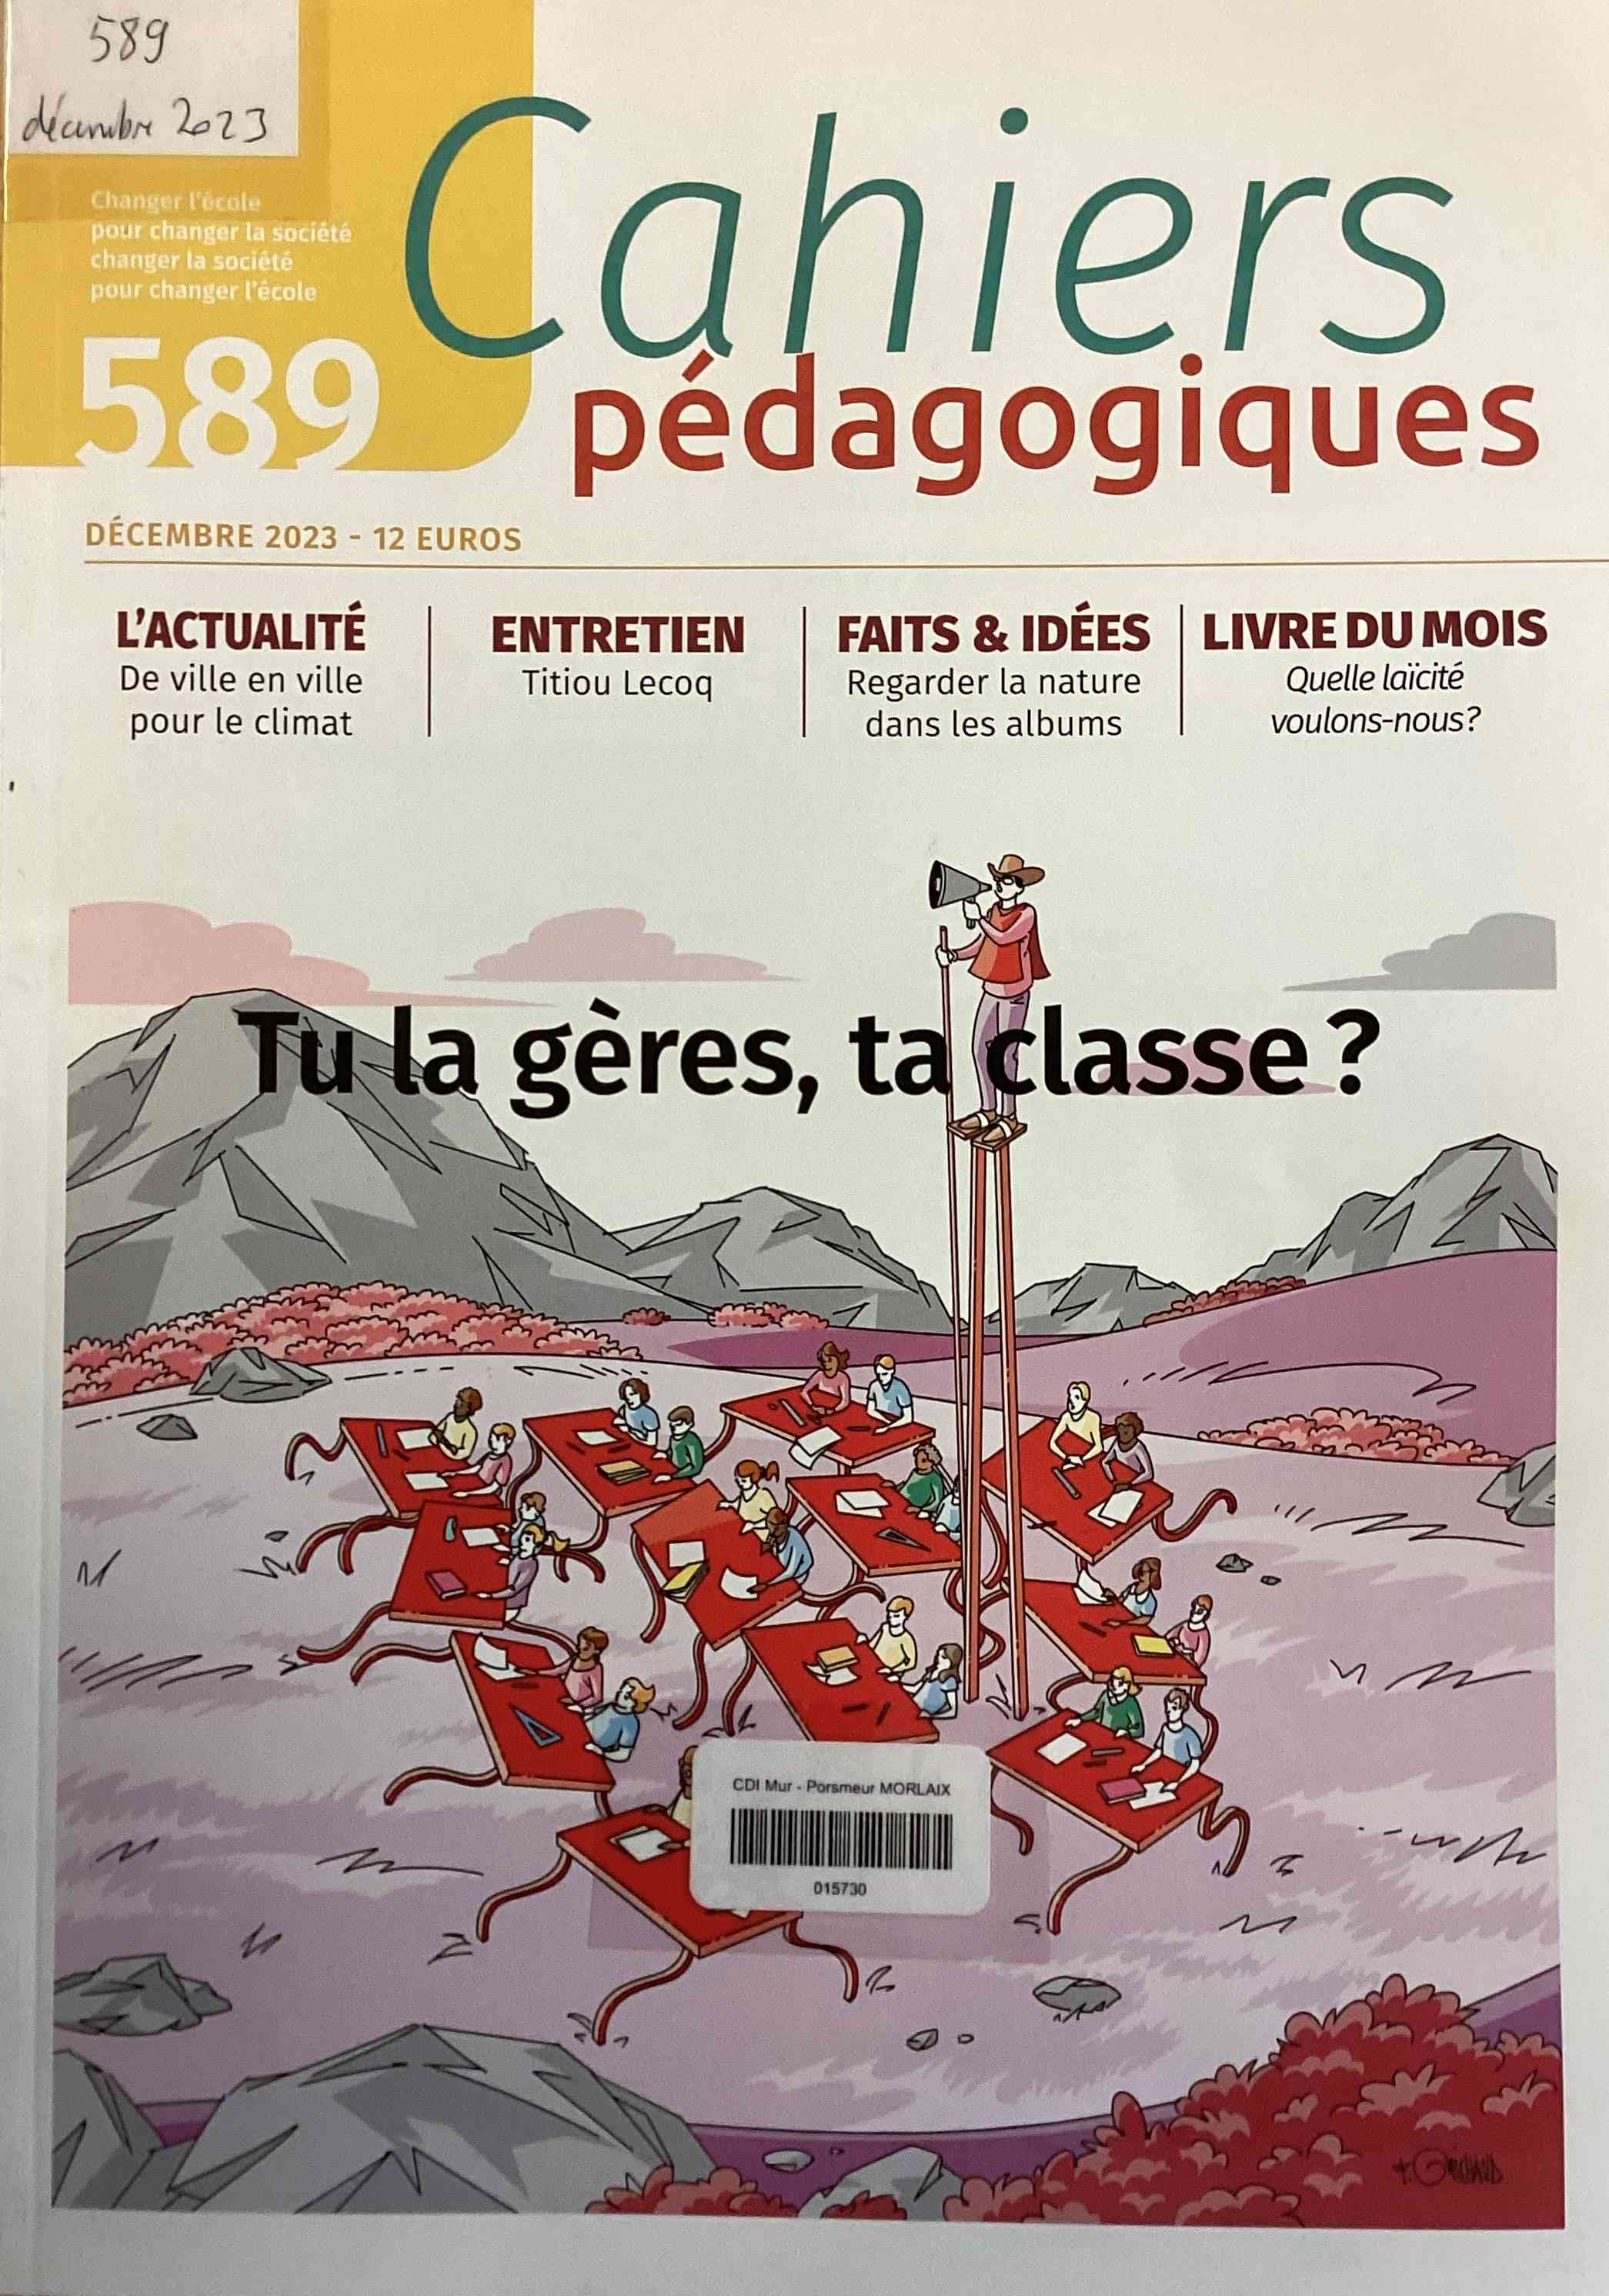 589
décembre 2023
Changer l'école
pour changer la société
changer la société
pour changer l'école
589
Cahiers
pédagogiques
DÉCEMBRE 2023 - 12 EUROS
L'ACTUALITÉ
De ville en ville
pour le climat
ENTRETIEN
Titiou Lecoq
FAITS & IDÉES
Regarder la nature
dans les albums
LIVRE DU MOIS
Quelle laïcité
voulons-nous?
Tu la gères, ta classe ?
CDI Mur - Porsmeur MORLAIX
015730